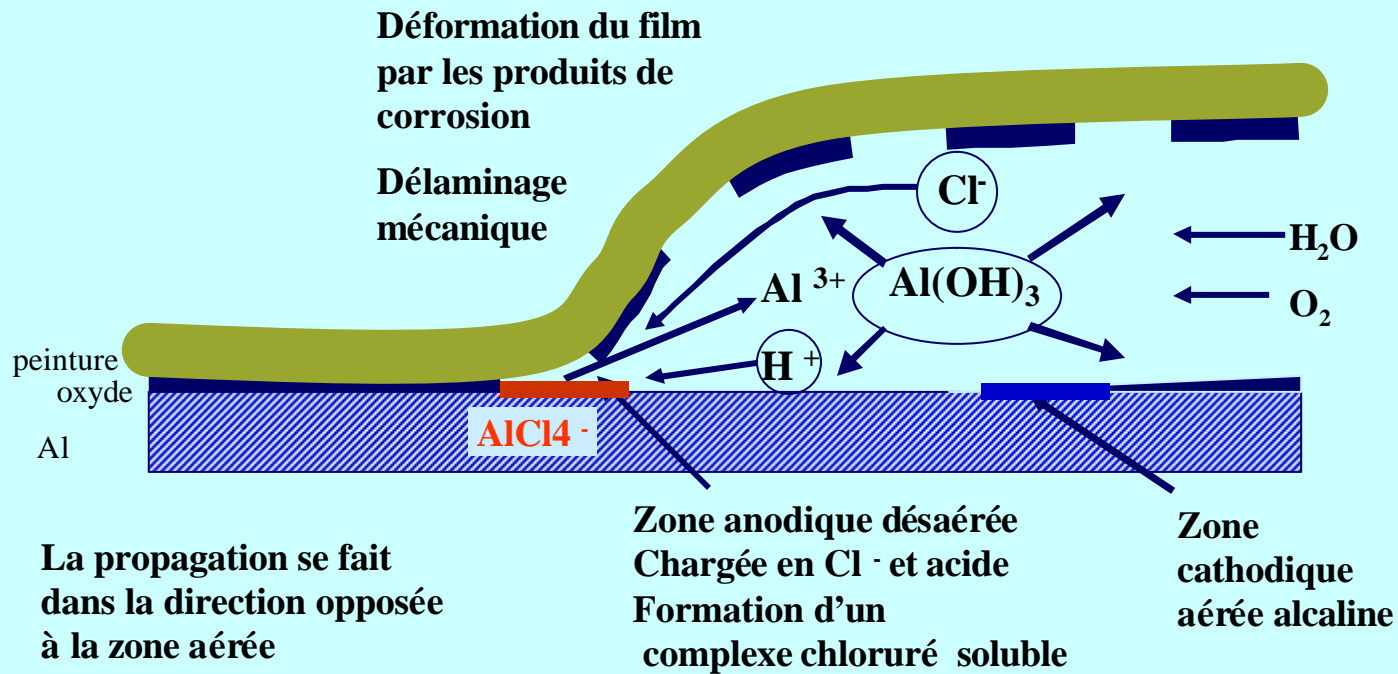 Déformation du film
par les produits de
corrosion
Délaminage
mécanique
Cl⁻
H₂O
Al ³⁺
Al(OH)₃
O₂
peinture
H ⁺
oxyde
AlCl4 ⁻
Al
La propagation se fait
dans la direction opposée
à la zone aérée
Zone anodique désaérée
Chargée en Cl ⁻ et acide
Formation d'un
complexe chloruré soluble
Zone
cathodique
aérée alcaline